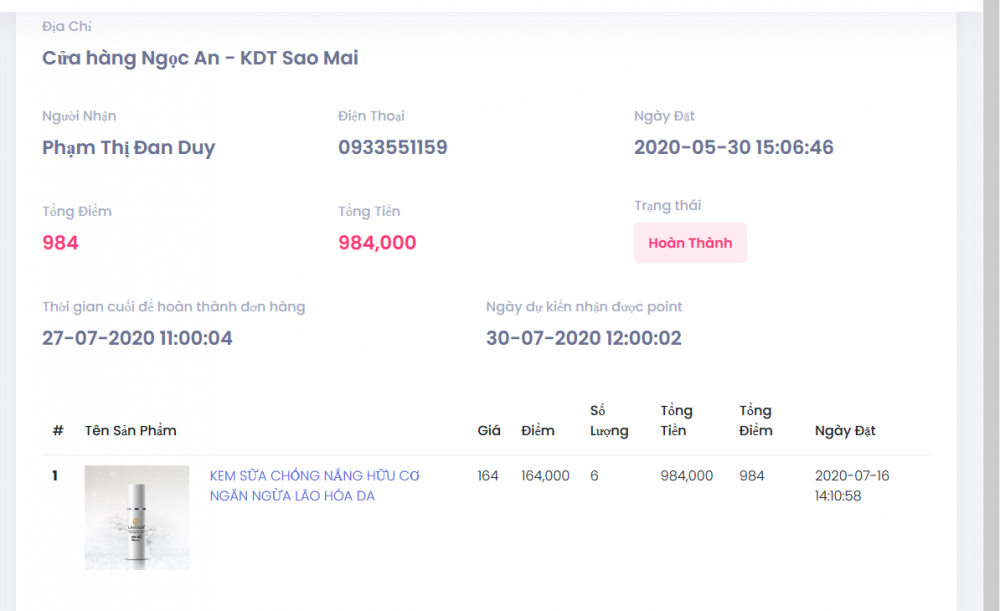 Địa Chỉ
Cửa hàng Ngọc An - KDT Sao Mai
Người Nhận
Điện Thoại
Ngày Đặt
Phạm Thị Đan Duy
0933551159
2020-05-30 15:06:46
Tổng Điểm
Tổng Tiền
Trạng thái
984
984,000
Hoàn Thành
Thời gian cuối để hoàn thành đơn hàng
Ngày dự kiến nhận được point
27-07-2020 11:00:04
30-07-2020 12:00:02
# Tên Sản Phẩm Giá Điểm Số Lượng Tổng Tiền Tổng Điểm Ngày Đặt
1 KEM SỮA CHỐNG NẮNG HỮU CƠ 164 164,000 6 984,000 984 2020-07-16
NGĂN NGỪA LÃO HÓA DA 14:10:58